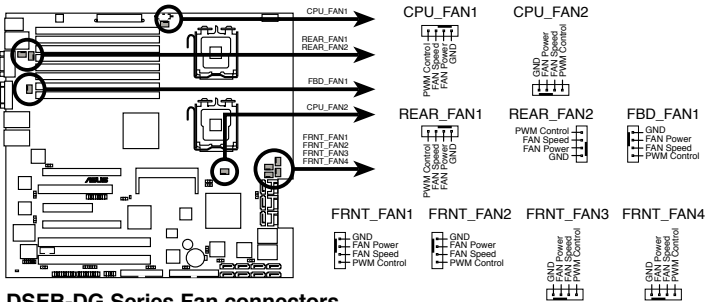 CPU_FAN1
REAR_FAN1
REAR_FAN2
FBD_FAN1
CPU_FAN2
FRNT_FAN1
FRNT_FAN2
FRNT_FAN3
FRNT_FAN4
ASUS
CPU_FAN1
PWM Control
FAN Speed
FAN Power
GND
CPU_FAN2
GND
FAN Power
FAN Speed
PWM Control
REAR_FAN1
PWM Control
FAN Speed
FAN Power
GND
REAR_FAN2
PWM Control
FAN Speed
FAN Power
GND
FBD_FAN1
GND
FAN Power
FAN Speed
PWM Control
FRNT_FAN1
GND
FAN Power
FAN Speed
PWM Control
FRNT_FAN2
GND
FAN Power
FAN Speed
PWM Control
FRNT_FAN3
GND
FAN Power
FAN Speed
PWM Control
FRNT_FAN4
GND
FAN Power
FAN Speed
PWM Control
DSEB-DG Series Fan connectors